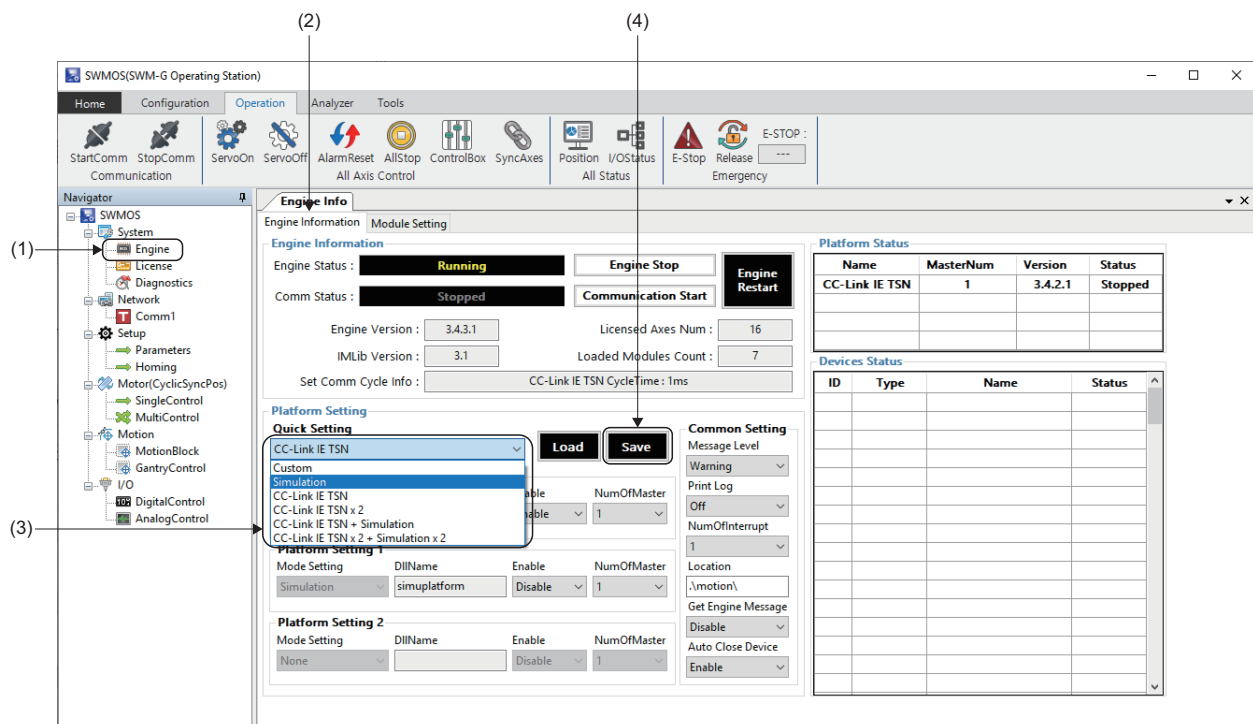 (2)
(4)
SWMOS(SWM-G Operating Station)
Home Configuration Operation Analyzer Tools
StartComm StopComm ServoOn ServoOff AlarmReset AllStop ControlBox SyncAxes Position I/OStatus E-Stop Release E-STOP : ---
Communication All Axis Control All Status Emergency
Navigator
SWMOS
System
(1)
Engine
License
Diagnostics
Network
Comm1
Setup
Parameters
Homing
Motor(CyclicSyncPos)
SingleControl
MultiControl
Motion
MotionBlock
GantryControl
I/O
DigitalControl
AnalogControl
(3)
Engine Info
Engine Information Module Setting
Engine Information
Engine Status : Running Engine Stop
Comm Status : Stopped Communication Start
Engine
Restart
Engine Version : 3.4.3.1 Licensed Axes Num : 16
IMLib Version : 3.1 Loaded Modules Count : 7
Set Comm Cycle Info : CC-Link IE TSN CycleTime : 1ms
Platform Setting
Quick Setting
CC-Link IE TSN Load Save
Custom
Simulation
CC-Link IE TSN
CC-Link IE TSN x 2
CC-Link IE TSN + Simulation
CC-Link IE TSN x 2 + Simulation x 2
NumOfMaster
1
Platform Setting 1
Mode Setting DllName Enable NumOfMaster
Simulation simuplatform Disable 1
Platform Setting 2
Mode Setting DllName Enable NumOfMaster
None Disable 1
Common Setting
Message Level
Warning
Print Log
Off
NumOfInterrupt
1
Location
.\motion\
Get Engine Message
Disable
Auto Close Device
Enable
Platform Status
Name MasterNum Version Status
CC-Link IE TSN 1 3.4.2.1 Stopped
Devices Status
ID Type Name Status